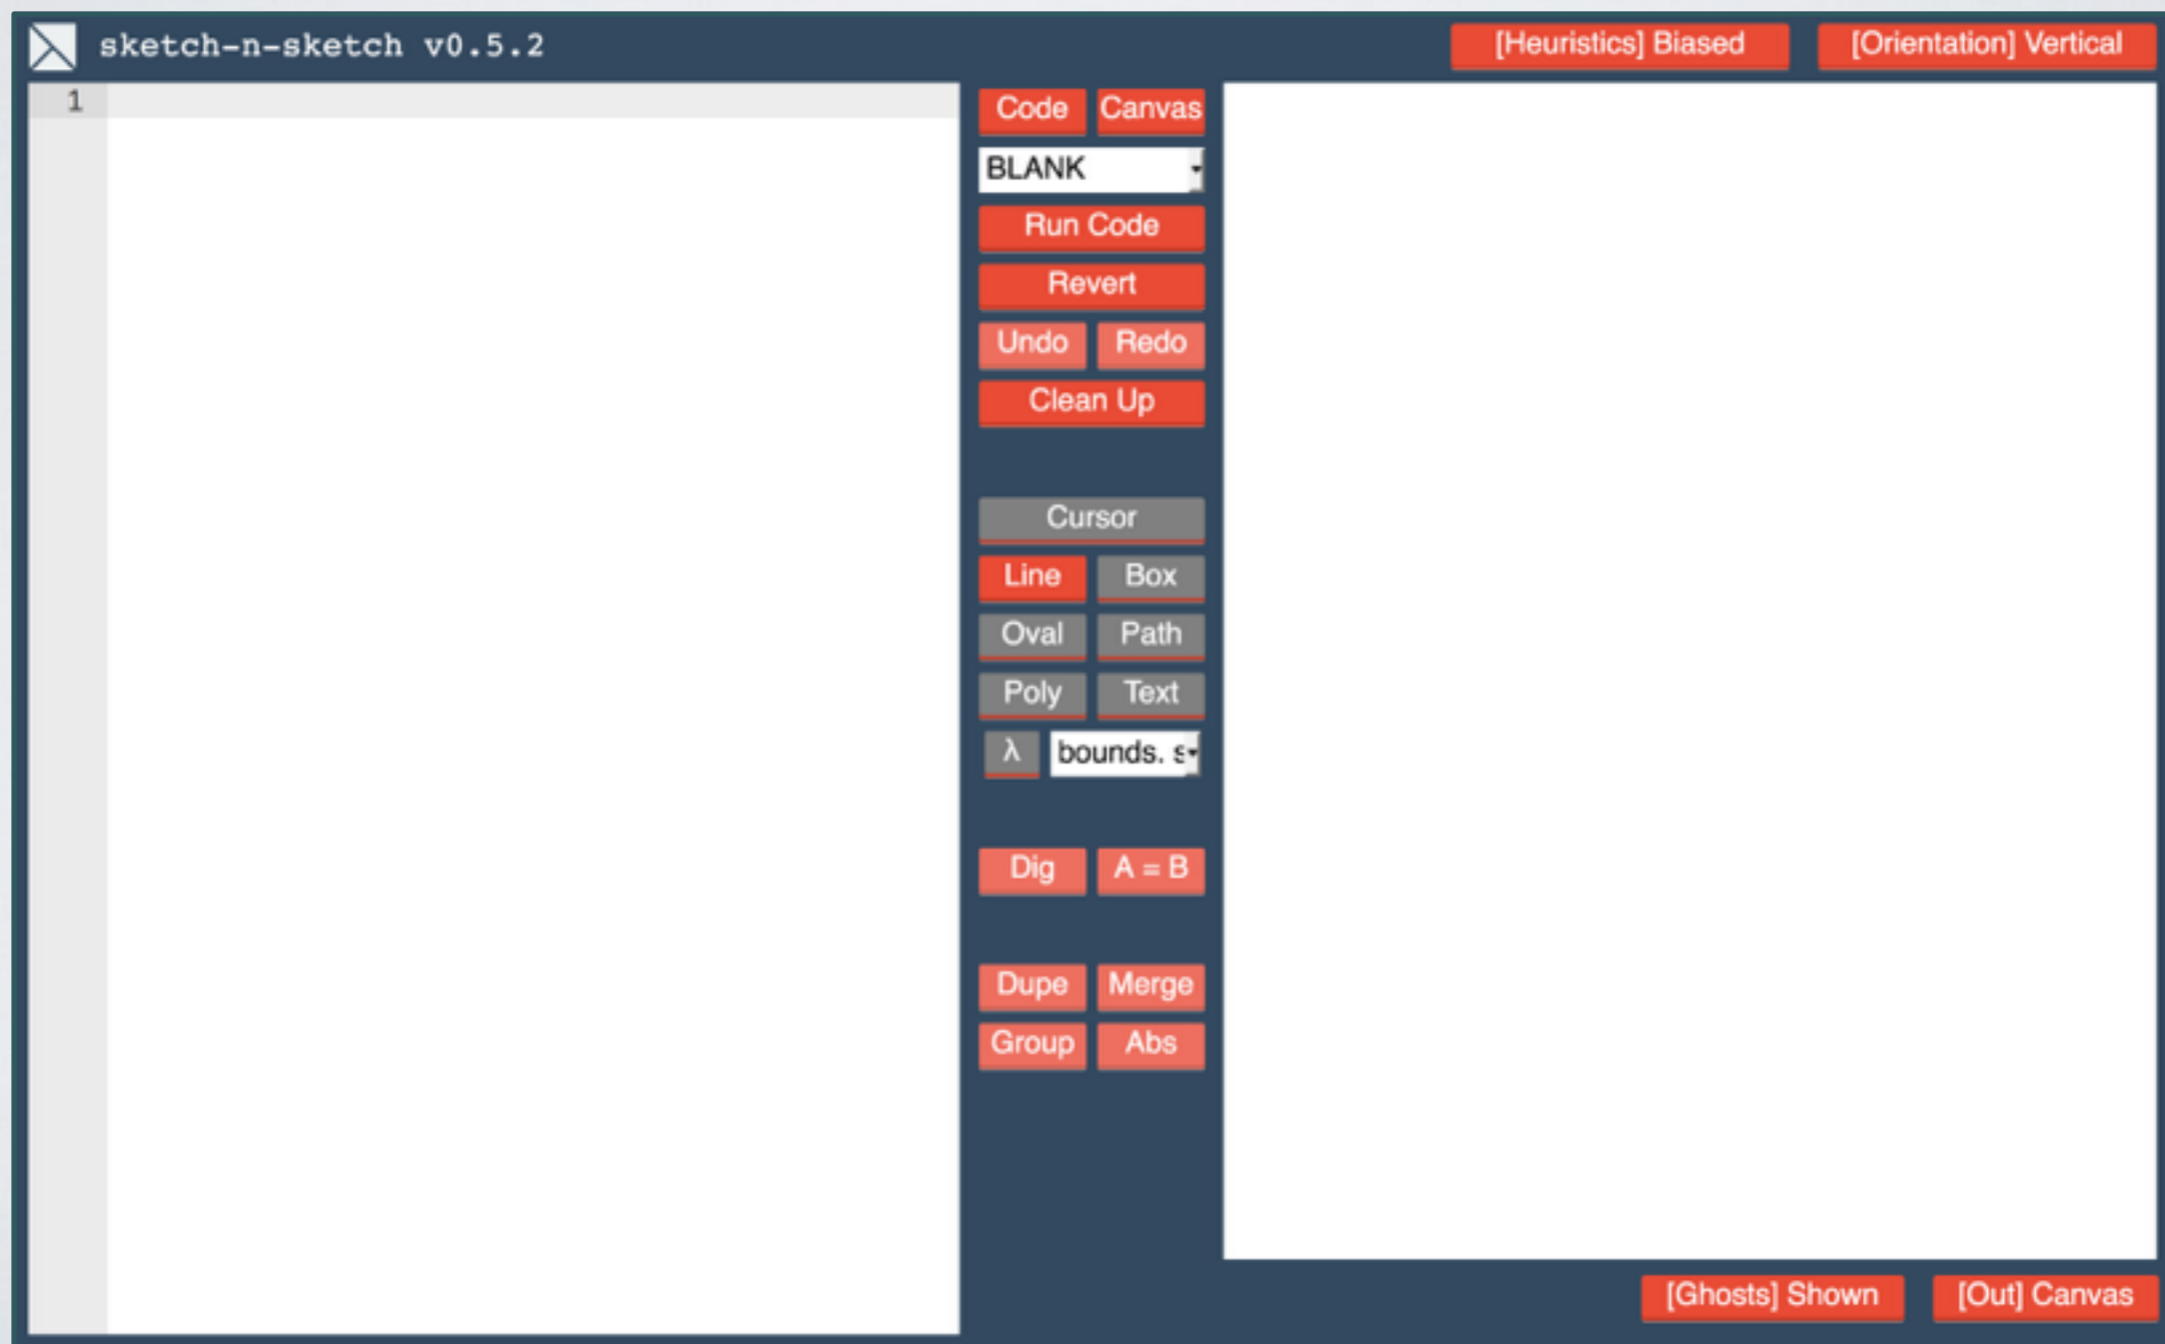 sketch-n-sketch v0.5.2
[Heuristics] Biased
[Orientation] Vertical
1
Code Canvas
BLANK
Run Code
Revert
Undo Redo
Clean Up
Cursor
Line Box
Oval Path
Poly Text
λ bounds.
Dig A = B
Dupe Merge
Group Abs
[Ghosts] Shown
[Out] Canvas